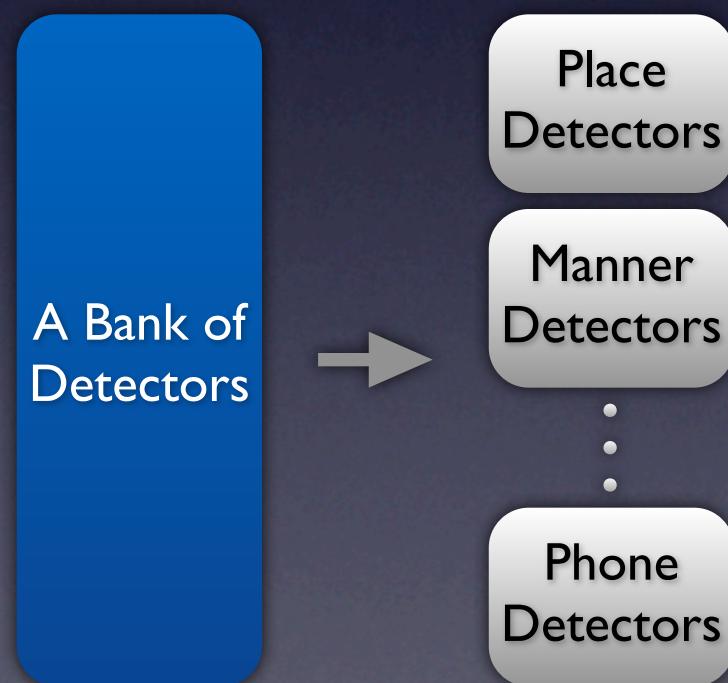 A Bank of
Detectors
Place
Detectors
Manner
Detectors
Phone
Detectors